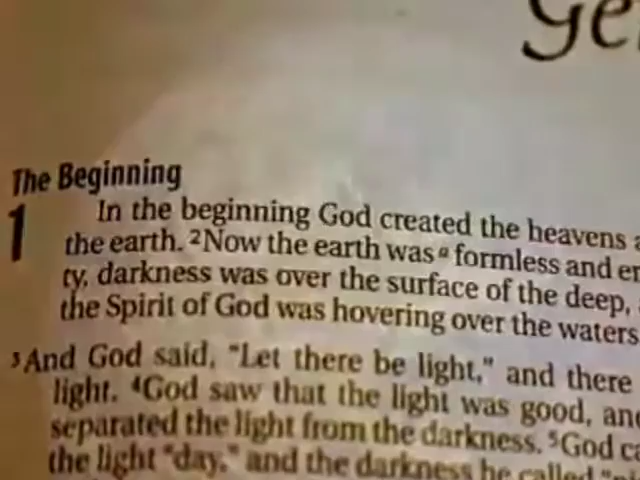 Ge
The Beginning
1 In the beginning God created the heavens a
the earth. 2Now the earth was a formless and em
ty, darkness was over the surface of the deep,
the Spirit of God was hovering over the waters
3And God said, "Let there be light," and there
light. 4God saw that the light was good, and
separated the light from the darkness. 5God ca
the light "day," and the darkness he called "ni